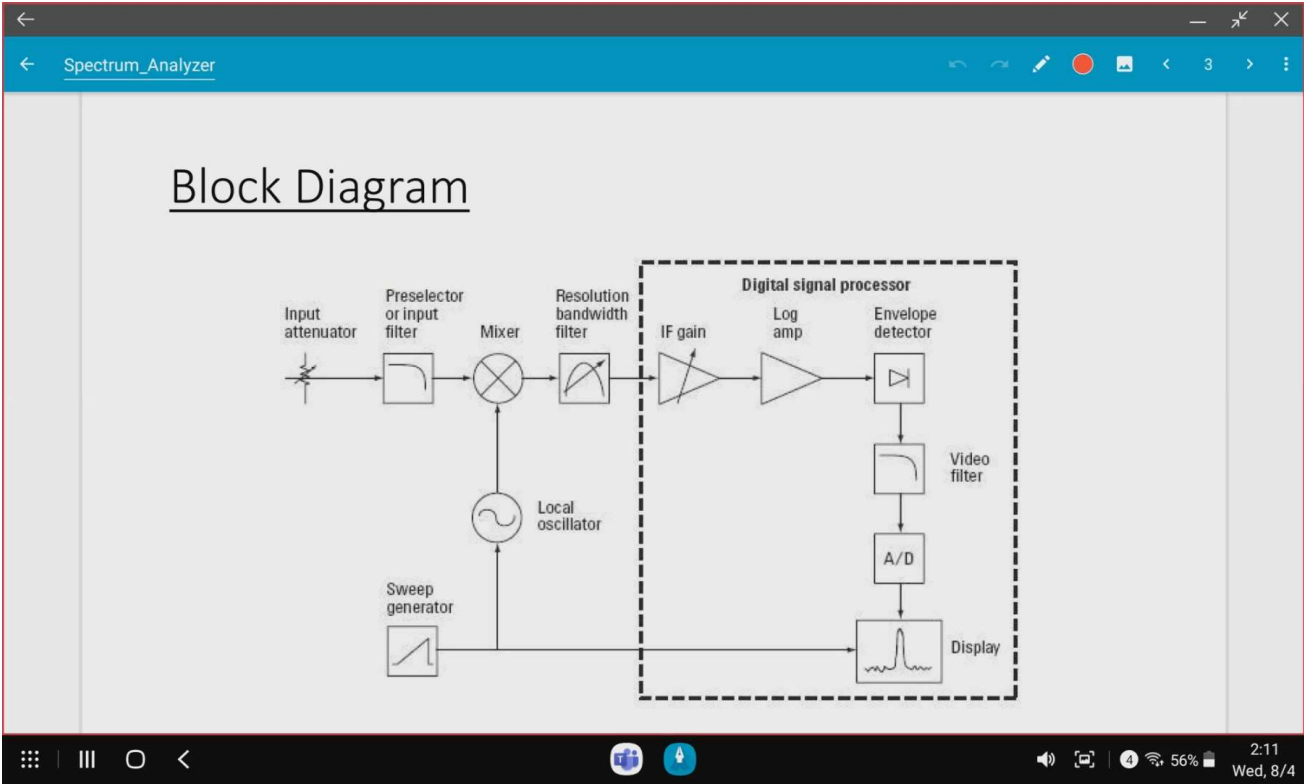 Spectrum_Analyzer
3
Block Diagram
Digital signal processor
Input
attenuator
Preselector
or input
filter
Mixer
Resolution
bandwidth
filter
IF gain
Log
amp
Envelope
detector
Video
filter
Local
oscillator
A/D
Sweep
generator
Display
4
56%
2:11
Wed, 8/4